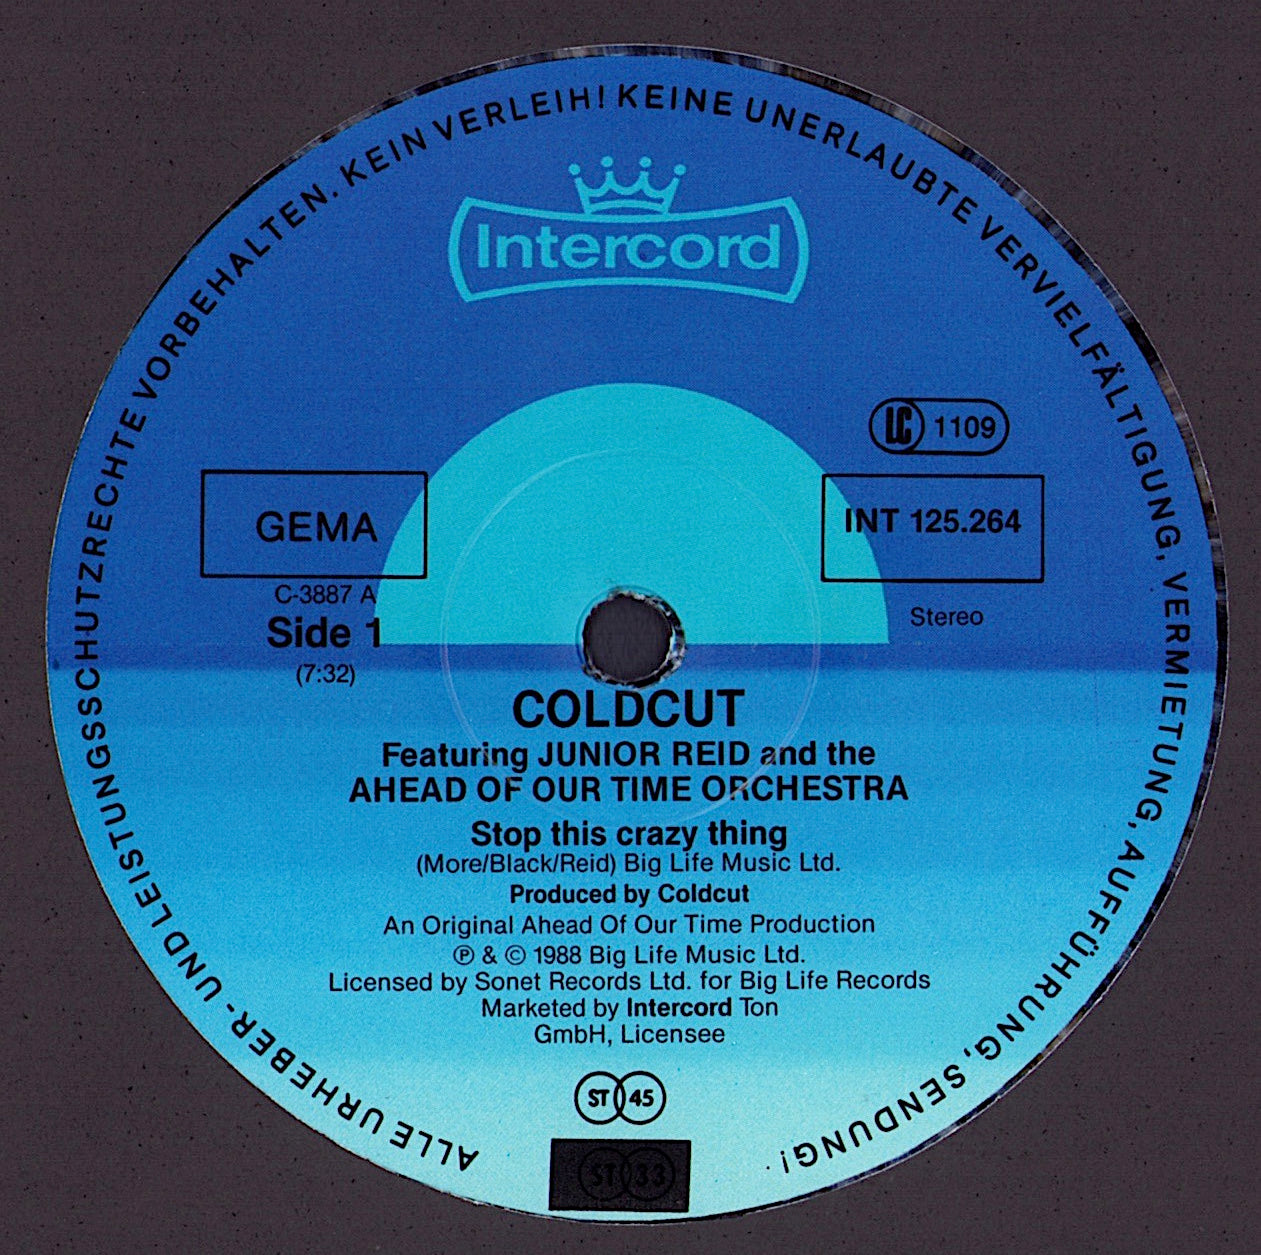 ALLE URHEBER- UND LEISTUNGSSCHUTZRECHTE VORBEHALTEN. KEIN VERLEIH! KEINE UNERLAUBTE VERVIELFÄLTIGUNG, VERMIETUNG, AUFFÜHRUNG, SENDUNG!
Intercord
LC 1109
GEMA
INT 125.264
C-3887 A
Side 1
(7:32)
Stereo
COLDCUT
Featuring JUNIOR REID and the
AHEAD OF OUR TIME ORCHESTRA
Stop this crazy thing
(More/Black/Reid) Big Life Music Ltd.
Produced by Coldcut
An Original Ahead Of Our Time Production
℗ & © 1988 Big Life Music Ltd.
Licensed by Sonet Records Ltd. for Big Life Records
Marketed by Intercord Ton
GmbH, Licensee
ST 45
ST 33